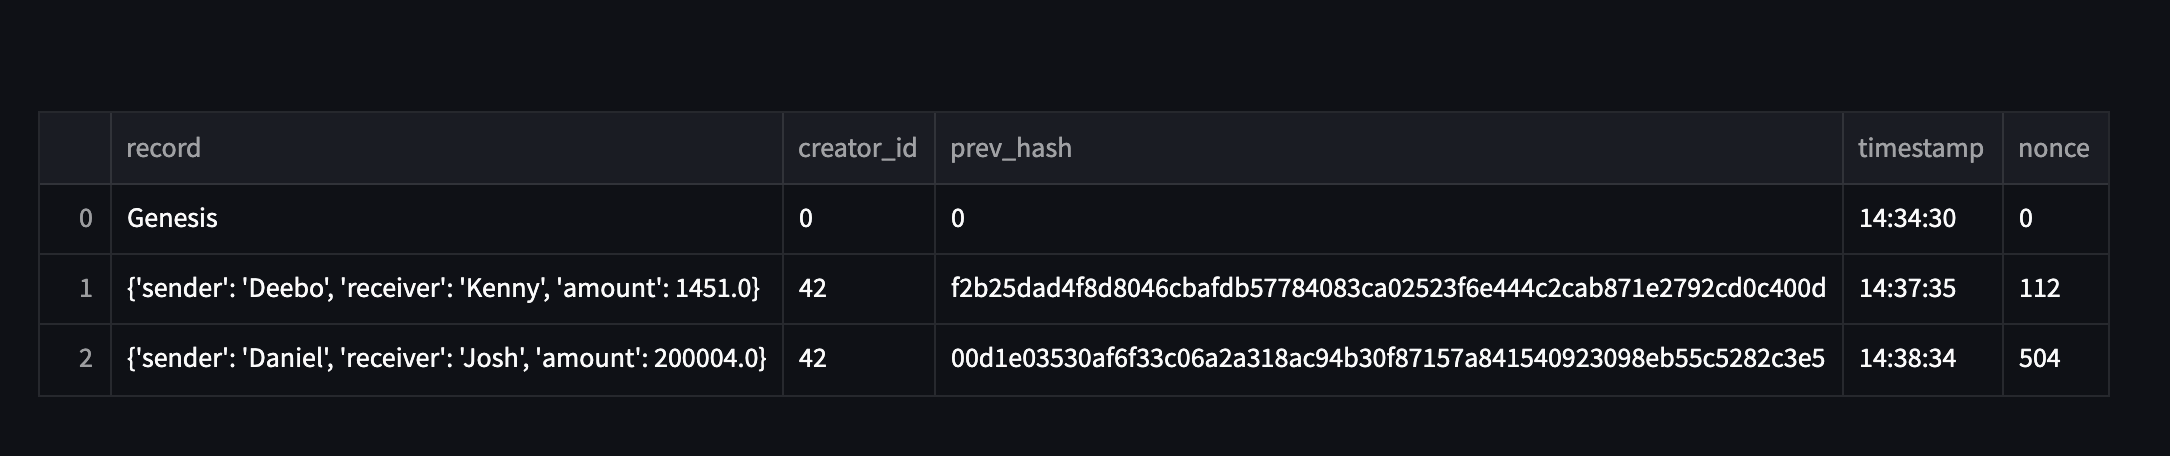 record creator_id prev_hash timestamp nonce
0 Genesis 0 0 14:34:30 0
1 {'sender': 'Deebo', 'receiver': 'Kenny', 'amount': 1451.0} 42 f2b25dad4f8d8046cbafdb57784083ca02523f6e444c2cab871e2792cd0c400d 14:37:35 112
2 {'sender': 'Daniel', 'receiver': 'Josh', 'amount': 200004.0} 42 00d1e03530af6f33c06a2a318ac94b30f87157a841540923098eb55c5282c3e5 14:38:34 504